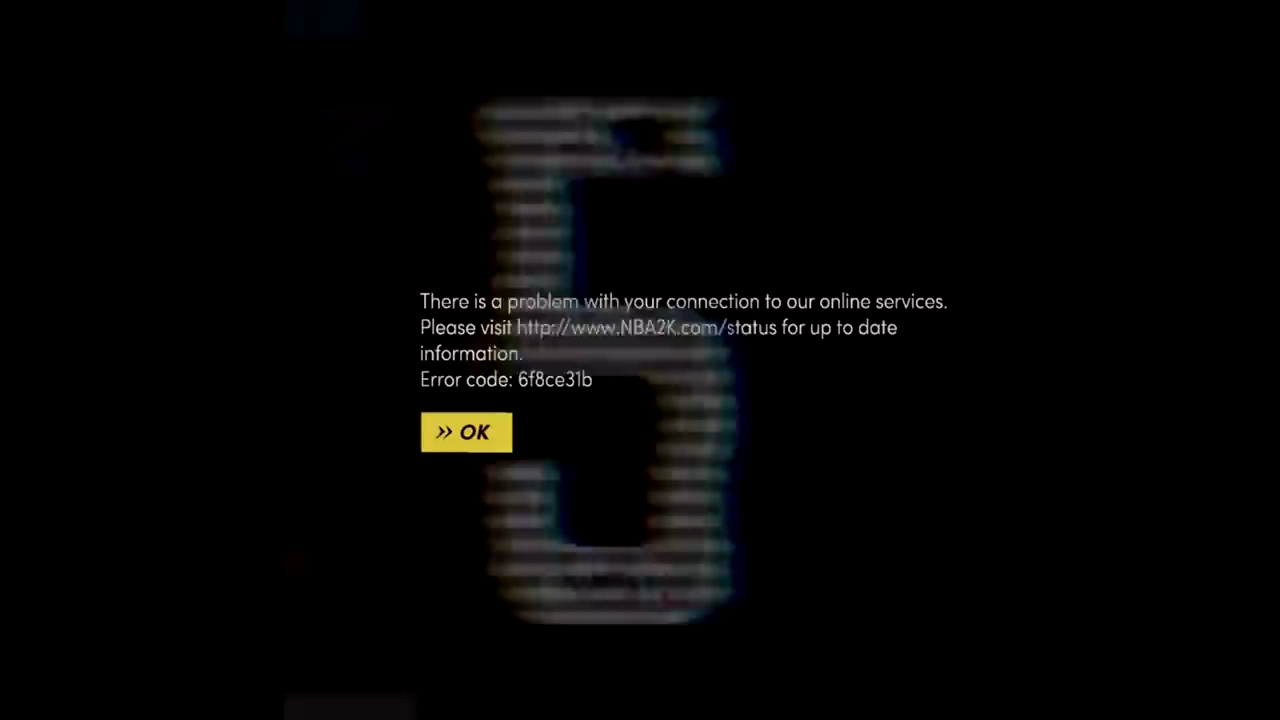 5
There is a problem with your connection to our online services.
Please visit http://www.NBA2K.com/status for up to date
information.
Error code: 6f8ce31b
>> OK